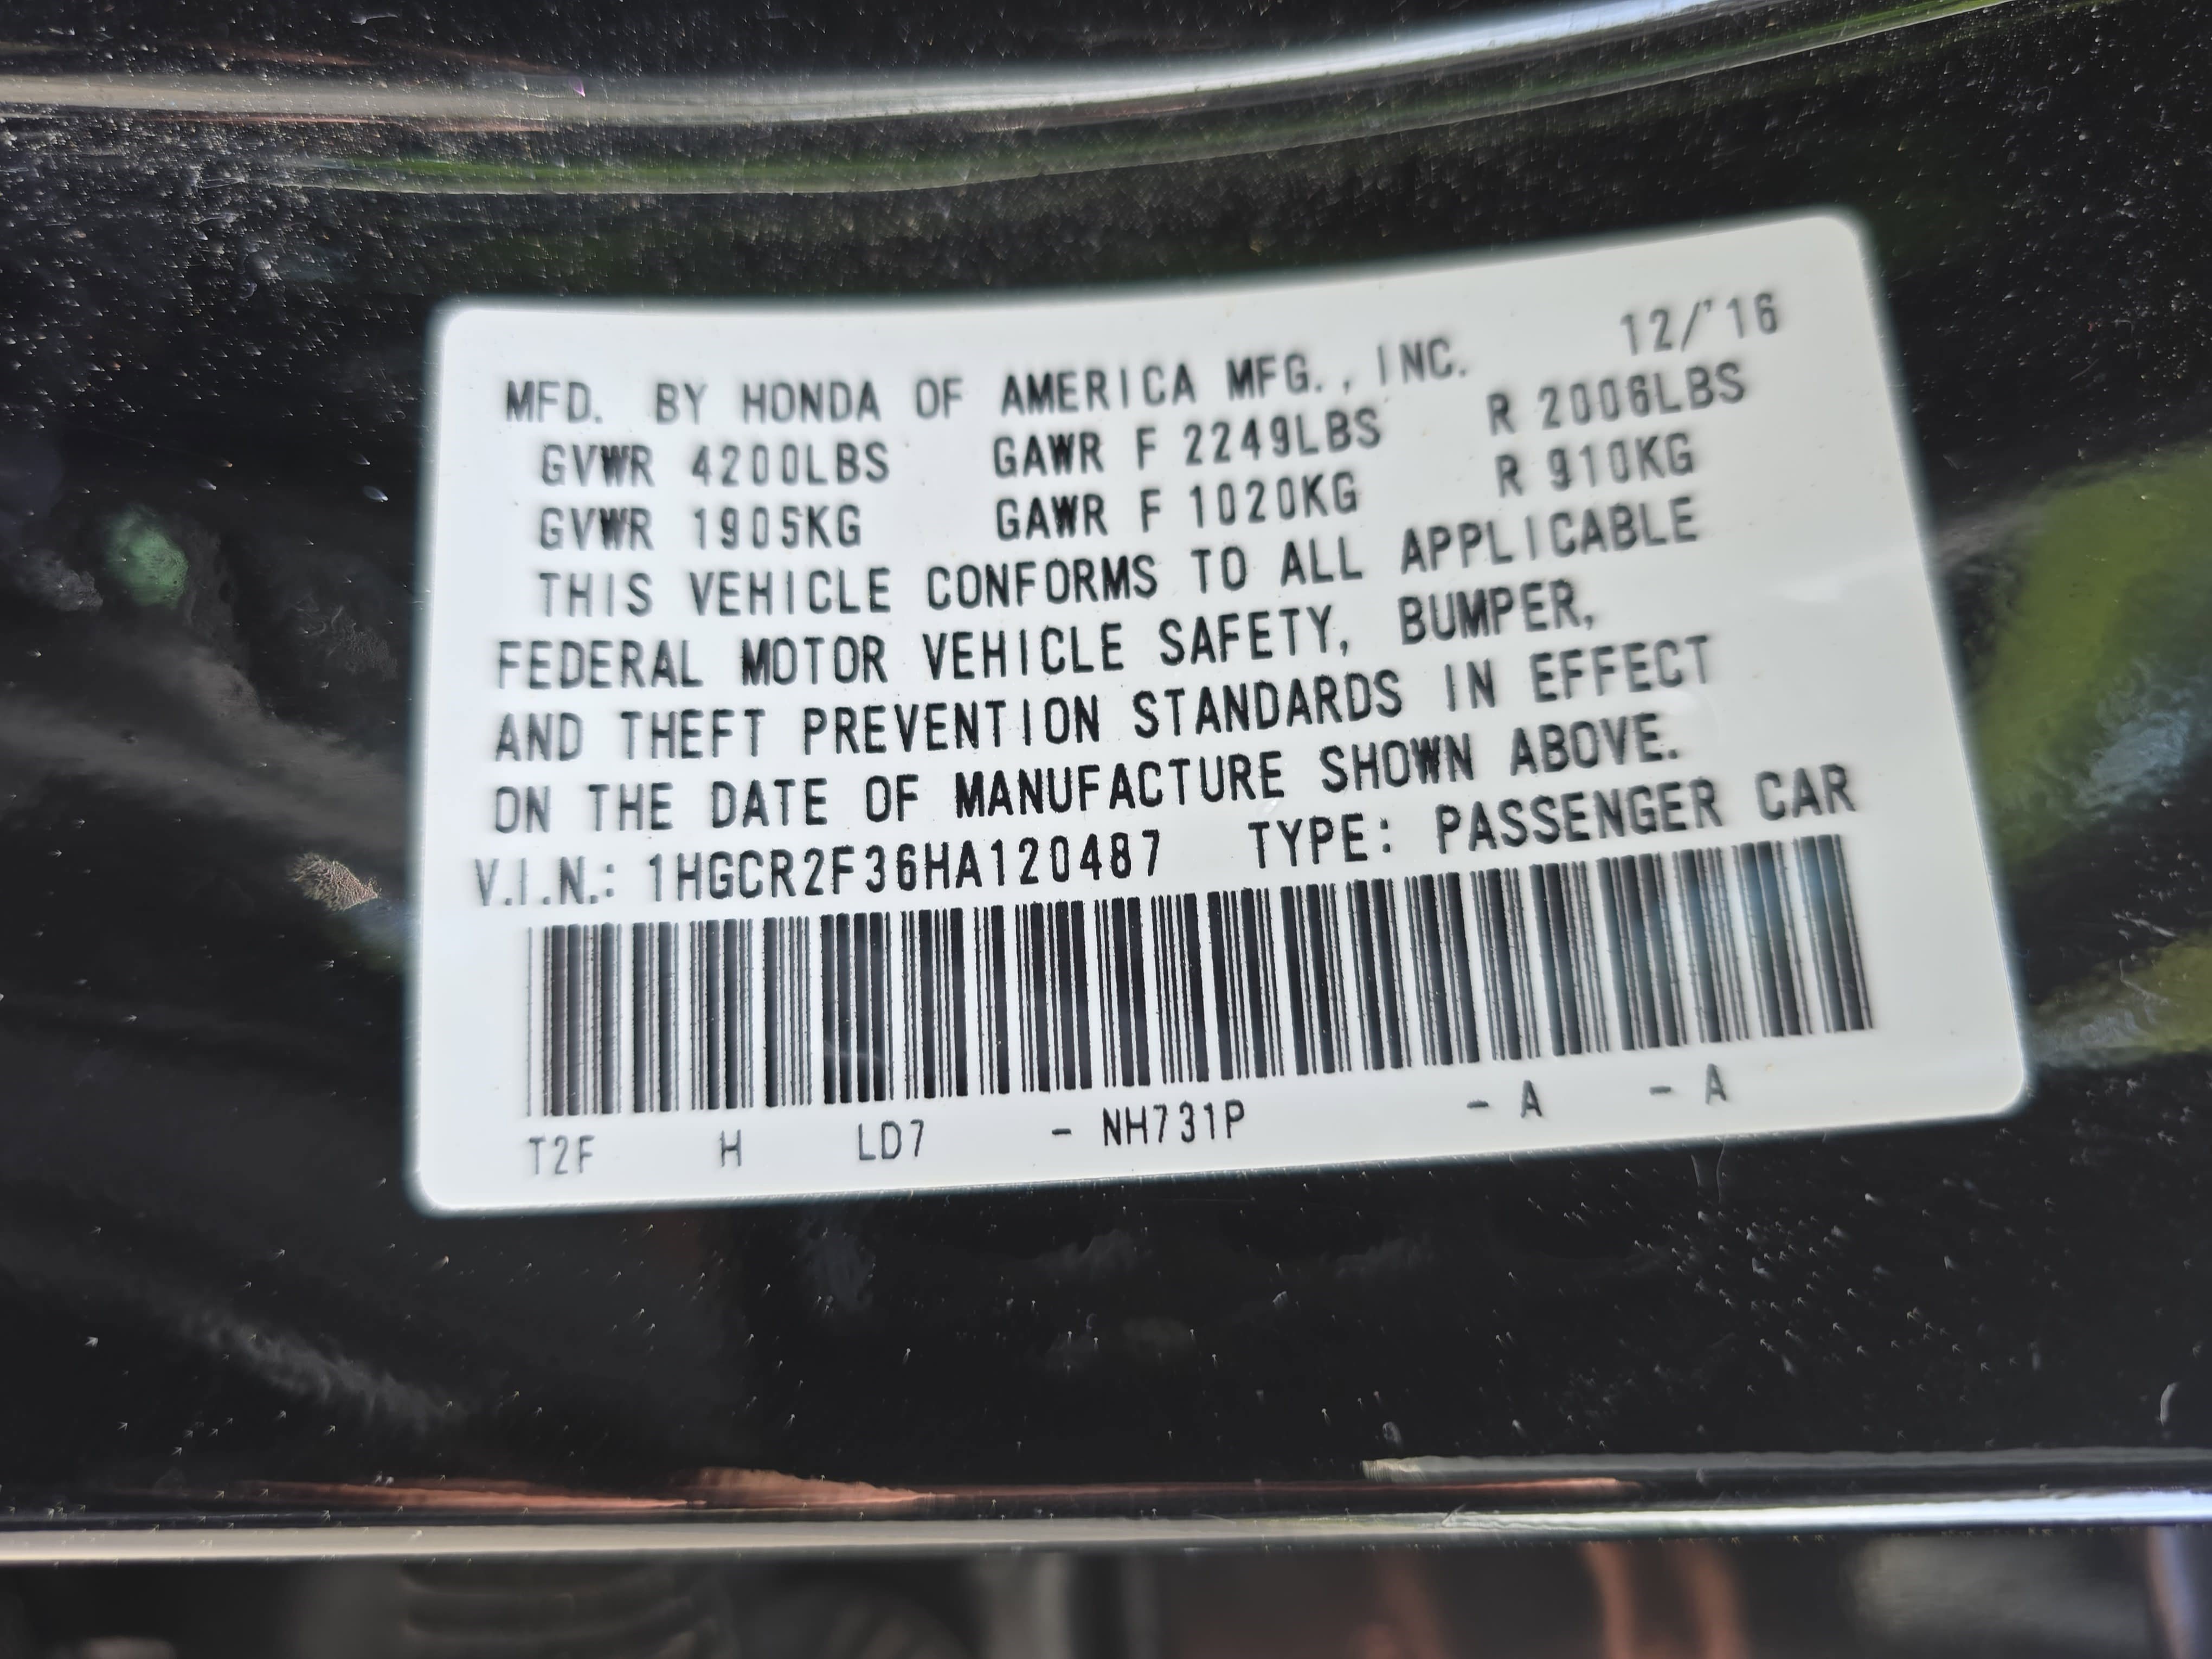 12/'16
MFD. BY HONDA OF AMERICA MFG., INC.
GVWR 4200LBS GAWR F 2249LBS R 2006LBS
GVWR 1905KG GAWR F 1020KG R 910KG
THIS VEHICLE CONFORMS TO ALL APPLICABLE
FEDERAL MOTOR VEHICLE SAFETY, BUMPER,
AND THEFT PREVENTION STANDARDS IN EFFECT
ON THE DATE OF MANUFACTURE SHOWN ABOVE.
V.I.N.: 1HGCR2F36HA120487 TYPE: PASSENGER CAR
T2F H LD7 - NH731P - A - A